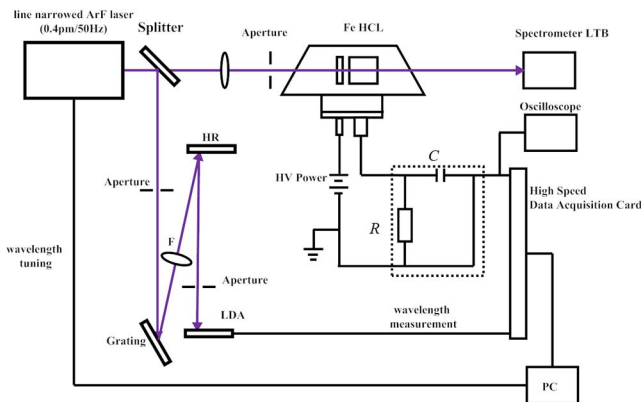 line narrowed ArF laser
(0.4pm/50Hz)
Splitter
Aperture
Fe HCL
Spectrometer LTB
Oscilloscope
HR
C
HV Power
Aperture
R
High Speed
Data Acquisition Card
F
wavelength
tuning
Aperture
LDA
wavelength
measurement
Grating
PC